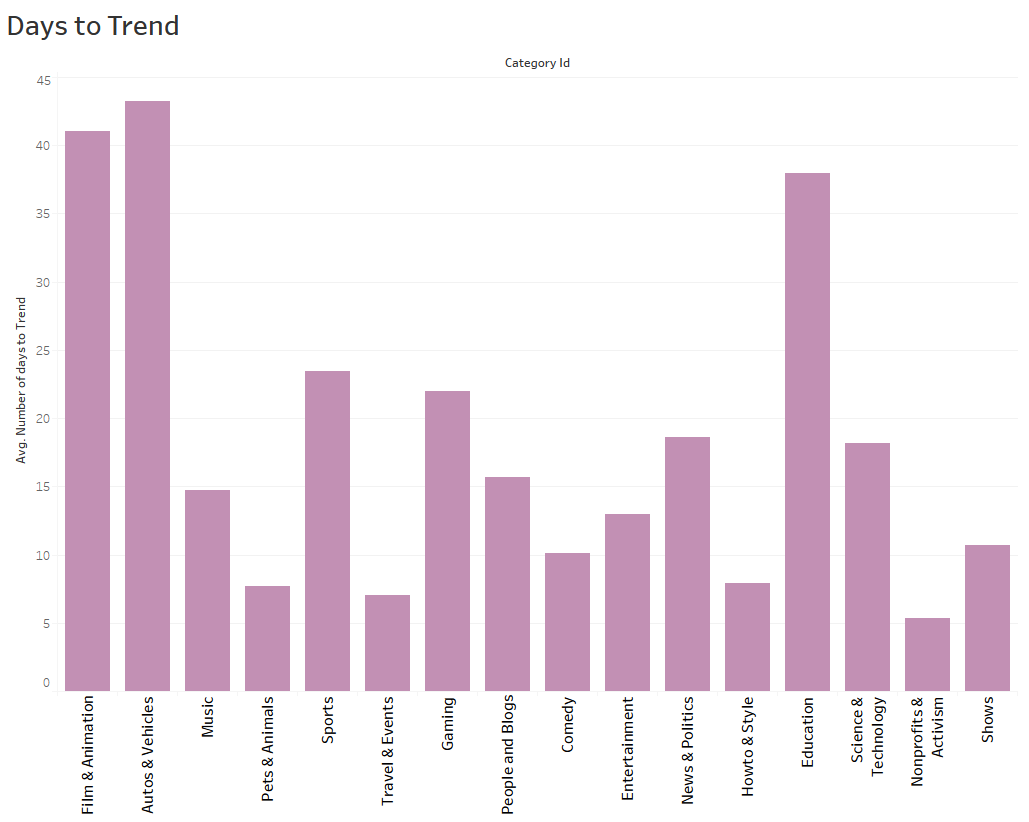 Days to Trend
Category Id
Avg. Number of days to Trend
45
40
35
30
25
20
15
10
5
0
Film & Animation
Autos & Vehicles
Music
Pets & Animals
Sports
Travel & Events
Gaming
People and Blogs
Comedy
Entertainment
News & Politics
Howto & Style
Education
Science &
Technology
Nonprofits &
Activism
Shows